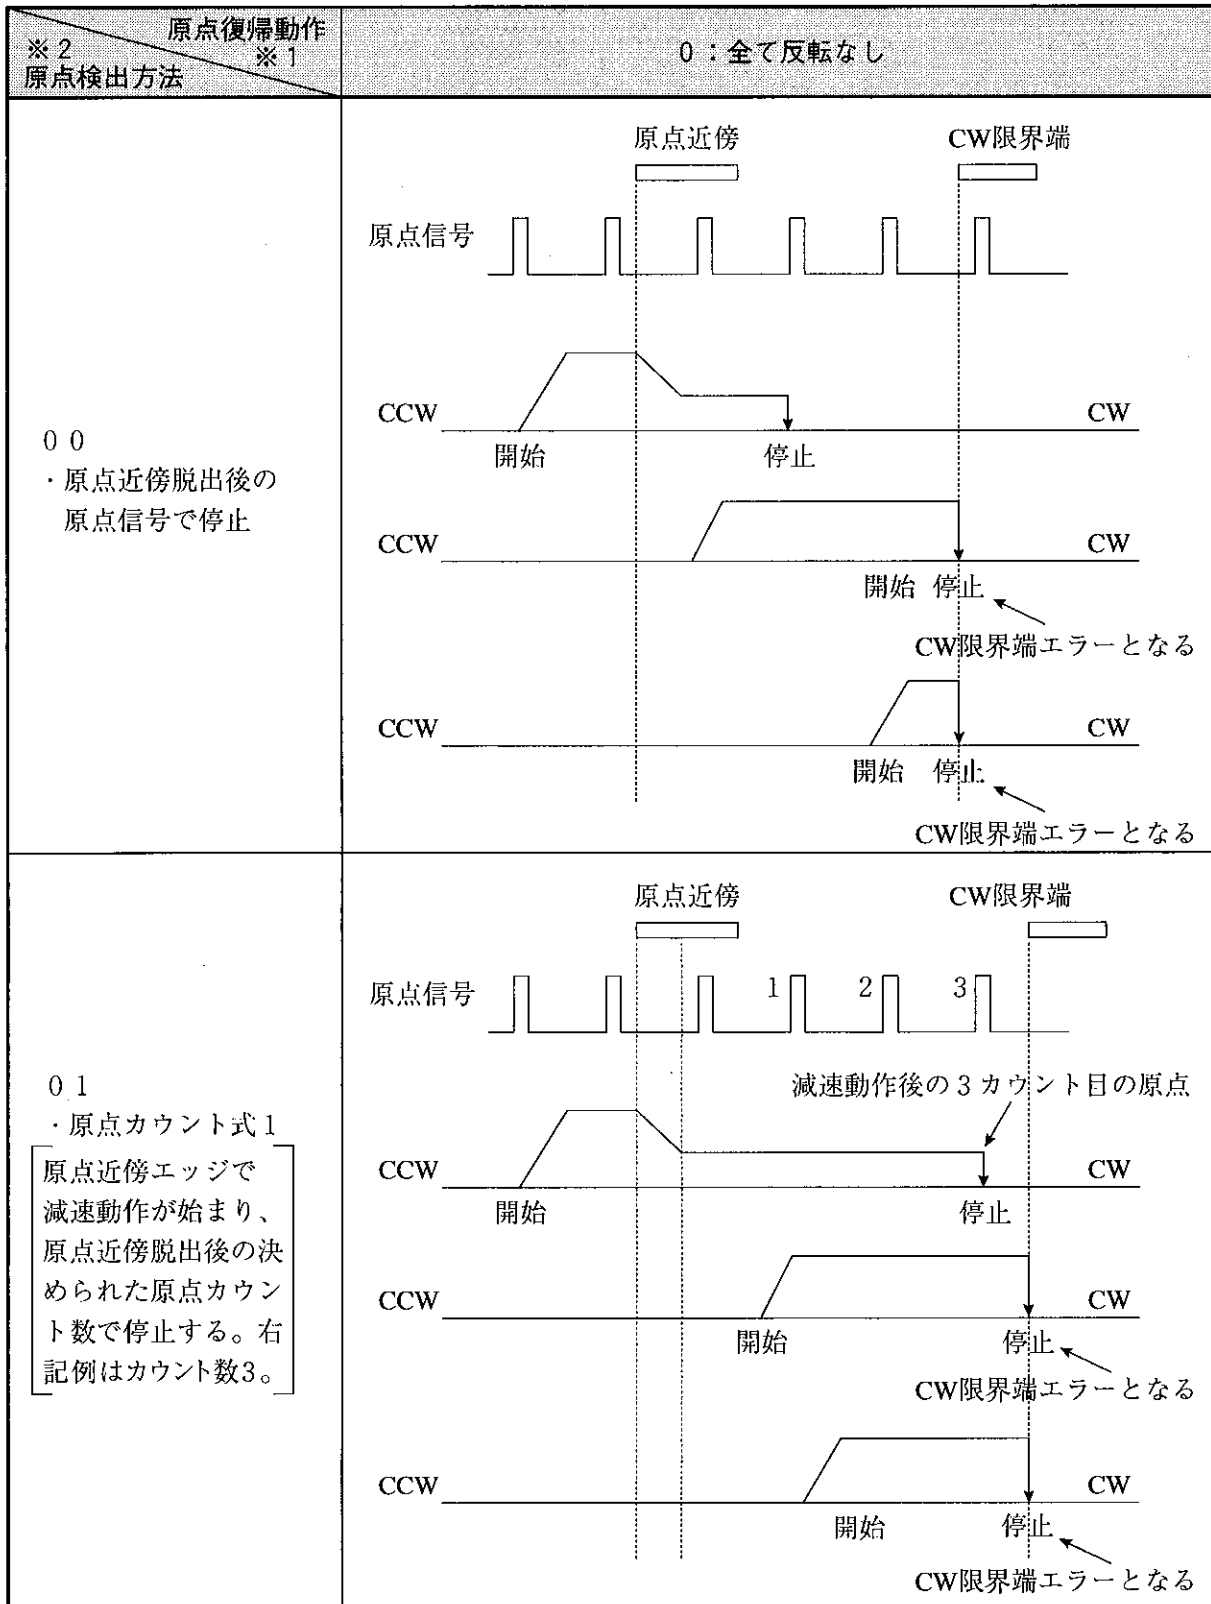 原点復帰動作
※1
※2
原点検出方法
0：全て反転なし
00
・原点近傍脱出後の
原点信号で停止
原点近傍
CW限界端
原点信号
CCW
CW
開始
停止
CCW
CW
開始 停止
CW限界端エラーとなる
CCW
CW
開始 停止
CW限界端エラーとなる
01
・原点カウント式1
原点近傍エッジで
減速動作が始まり、
原点近傍脱出後の決
められた原点カウン
ト数で停止する。右
記例はカウント数3。
原点近傍
CW限界端
原点信号
1
2
3
減速動作後の3カウント目の原点
CCW
CW
開始
停止
CCW
CW
開始
停止
CW限界端エラーとなる
CCW
CW
開始
停止
CW限界端エラーとなる